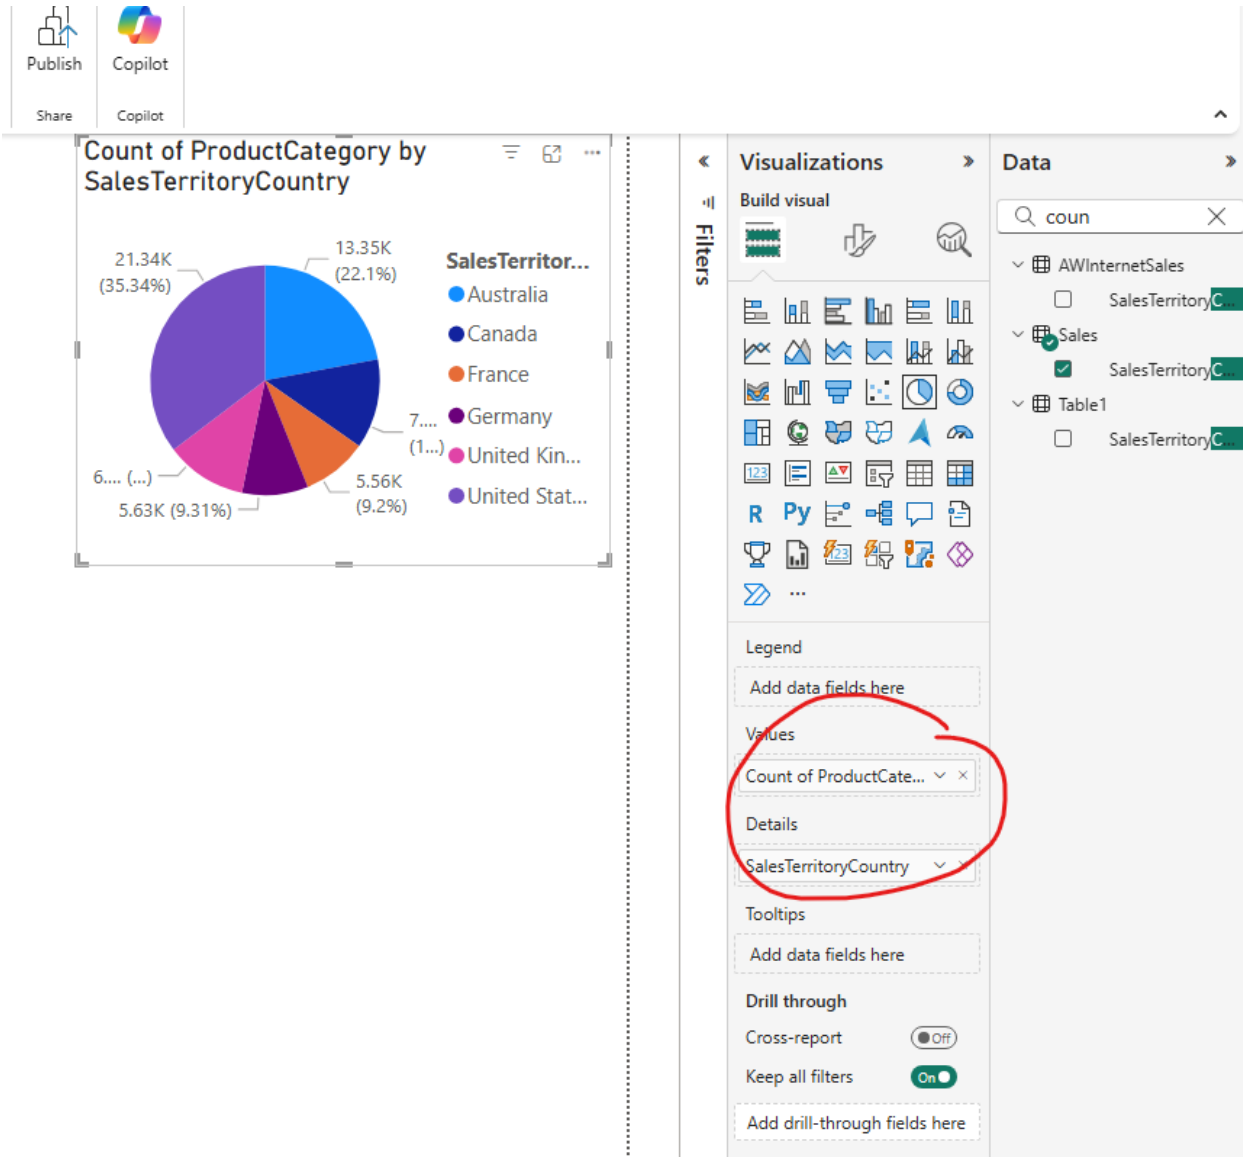 Publish
Copilot
Share
Copilot
Count of ProductCategory by
SalesTerritoryCountry
21.34K
(35.34%)
13.35K
(22.1%)
7....
(1...)
5.56K
(9.2%)
5.63K (9.31%)
6.... (...)
SalesTerritor...
Australia
Canada
France
Germany
United Kin...
United Stat...
Filters
Visualizations
Build visual
123
R
Py
123
...
Legend
Add data fields here
Values
Count of ProductCate...
Details
SalesTerritoryCountry
Tooltips
Add data fields here
Drill through
Cross-report
Off
Keep all filters
On
Add drill-through fields here
Data
coun
AWInternetSales
SalesTerritoryC...
Sales
SalesTerritoryC...
Table1
SalesTerritoryC...